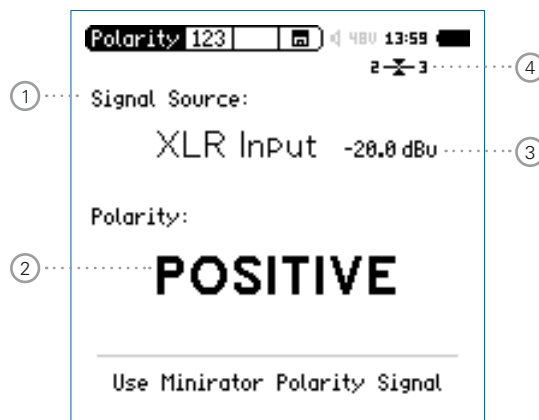 Polarity 123 48V 13:59
2 3 4
1 Signal Source:
XLR Input -20.0 dBu 3
Polarity:
2 POSITIVE
Use Minirator Polarity Signal